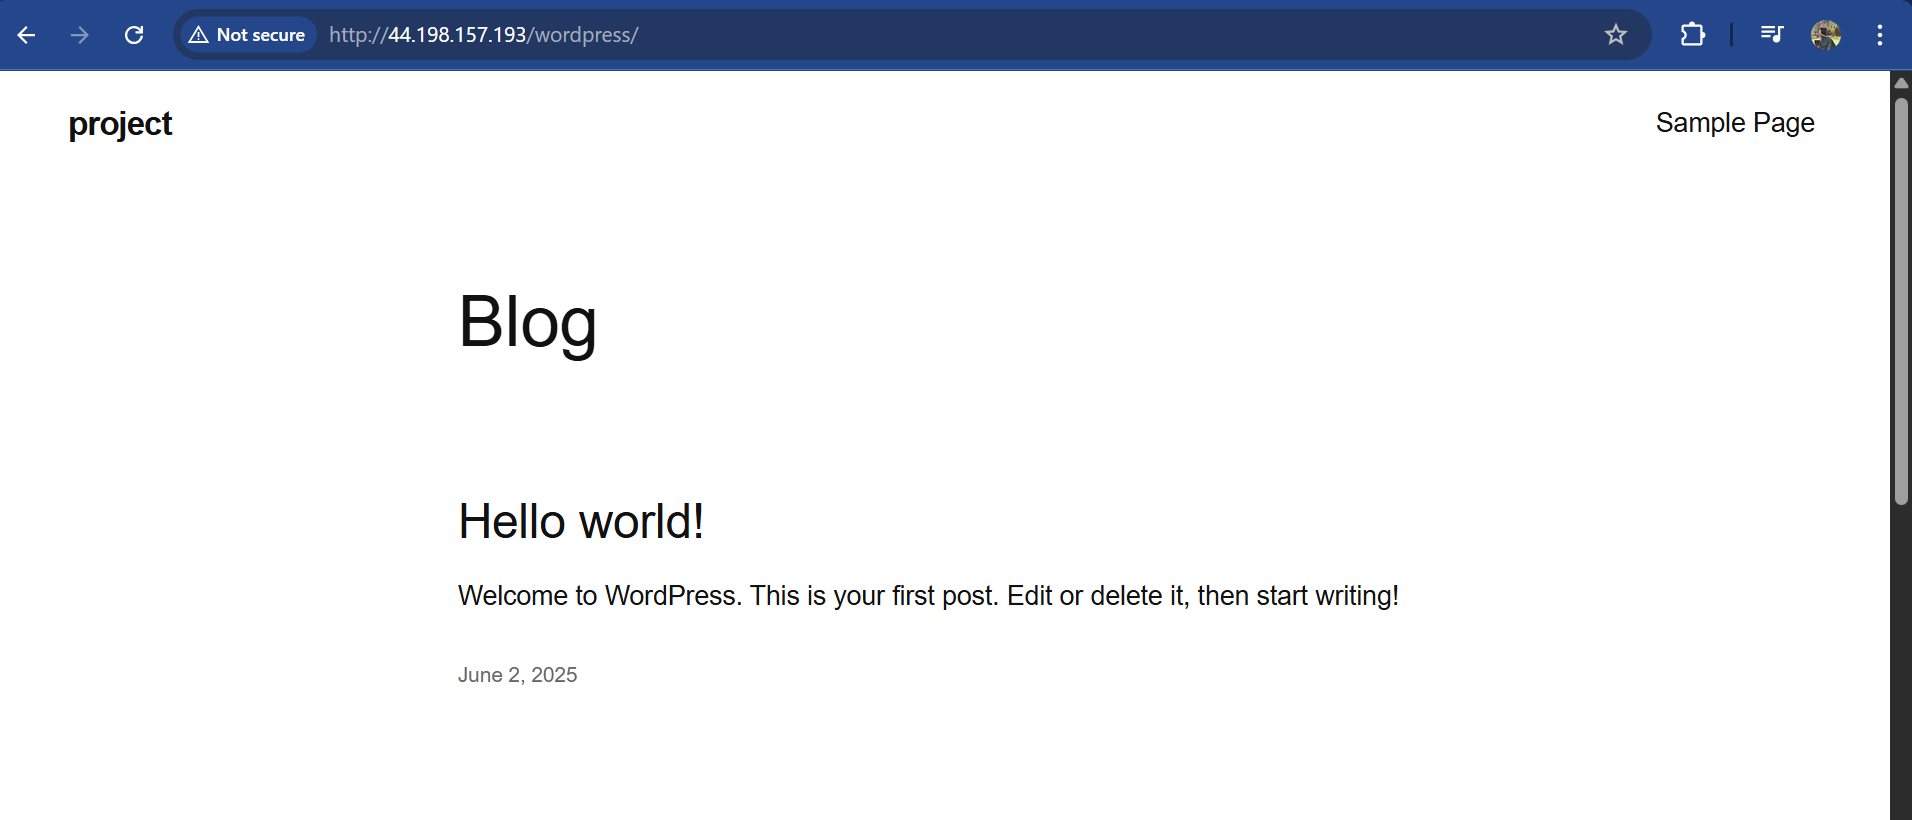 Not secure http://44.198.157.193/wordpress/
project Sample Page
Blog
Hello world!
Welcome to WordPress. This is your first post. Edit or delete it, then start writing!
June 2, 2025